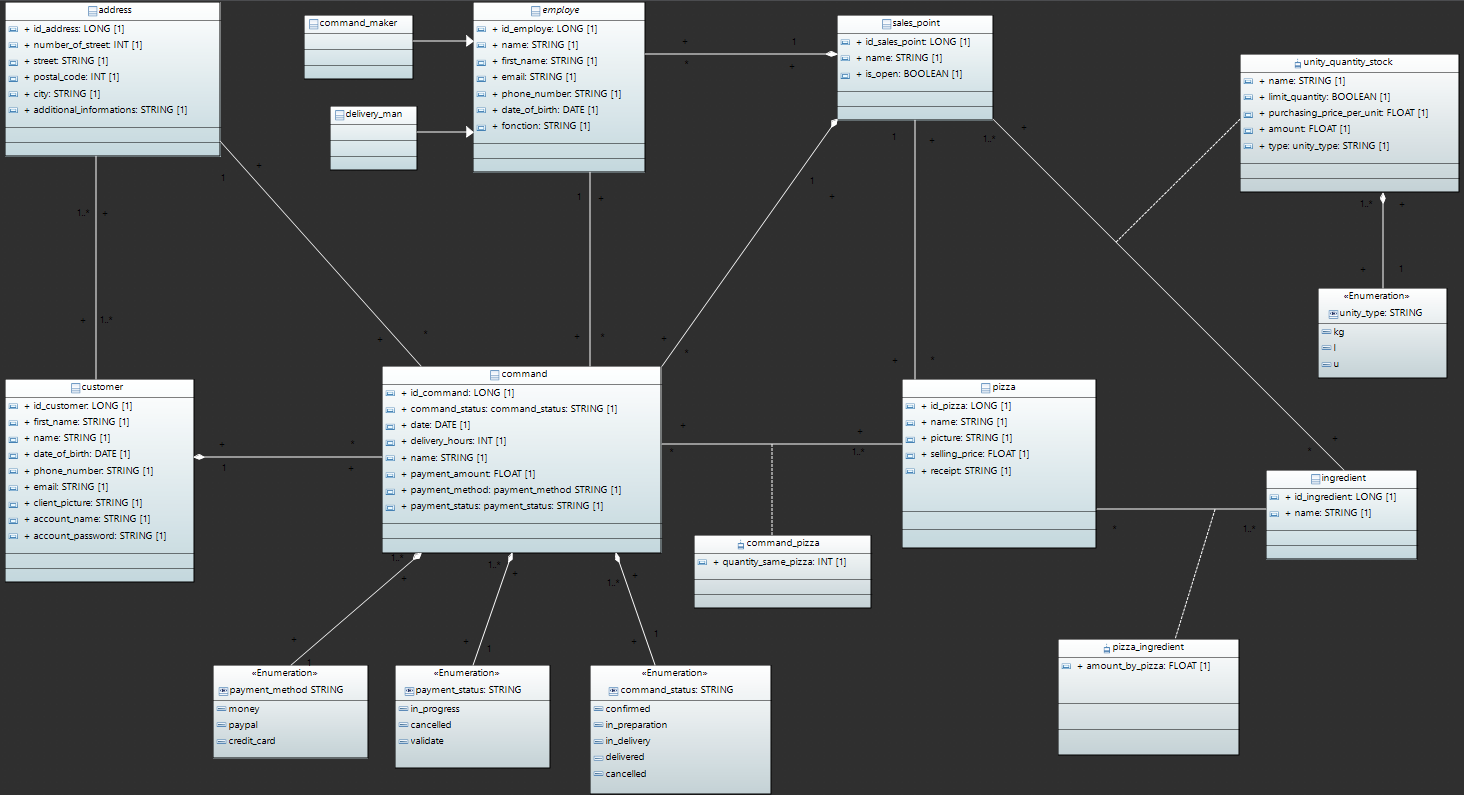 address
+ id_address: LONG [1]
+ number_of_street: INT [1]
+ street: STRING [1]
+ postal_code: INT [1]
+ city: STRING [1]
+ additional_informations: STRING [1]
command_maker
delivery_man
employe
+ id_employe: LONG [1]
+ name: STRING [1]
+ first_name: STRING [1]
+ email: STRING [1]
+ phone_number: STRING [1]
+ date_of_birth: DATE [1]
+ fonction: STRING [1]
sales_point
+ id_sales_point: LONG [1]
+ name: STRING [1]
+ is_open: BOOLEAN [1]
unity_quantity_stock
+ name: STRING [1]
+ limit_quantity: BOOLEAN [1]
+ purchasing_price_per_unit: FLOAT [1]
+ amount: FLOAT [1]
+ type: unity_type: STRING [1]
+ 1
* +
1 +
1 +
1 +
1..* +
1..* +
1..* +
+ 1..*
+ *
+ *
1 +
+ *
+ *
+ 1
«Enumeration»
unity_type: STRING
kg
l
u
customer
+ id_customer: LONG [1]
+ first_name: STRING [1]
+ name: STRING [1]
+ date_of_birth: DATE [1]
+ phone_number: STRING [1]
+ email: STRING [1]
+ client_picture: STRING [1]
+ account_name: STRING [1]
+ account_password: STRING [1]
+ *
1 +
command
+ id_command: LONG [1]
+ command_status: command_status: STRING [1]
+ date: DATE [1]
+ delivery_hours: INT [1]
+ name: STRING [1]
+ payment_amount: FLOAT [1]
+ payment_method: payment_method STRING [1]
+ payment_status: payment_status: STRING [1]
+ +
* 1..*
pizza
+ id_pizza: LONG [1]
+ name: STRING [1]
+ picture: STRING [1]
+ selling_price: FLOAT [1]
+ receipt: STRING [1]
+ *
* 1..*
ingredient
+ id_ingredient: LONG [1]
+ name: STRING [1]
command_pizza
+ quantity_same_pizza: INT [1]
pizza_ingredient
+ amount_by_pizza: FLOAT [1]
1..* +
1..* +
1..* +
+ 1
+ 1
+ 1
«Enumeration»
payment_method STRING
money
paypal
credit_card
«Enumeration»
payment_status: STRING
in_progress
cancelled
validate
«Enumeration»
command_status: STRING
confirmed
in_preparation
in_delivery
delivered
cancelled